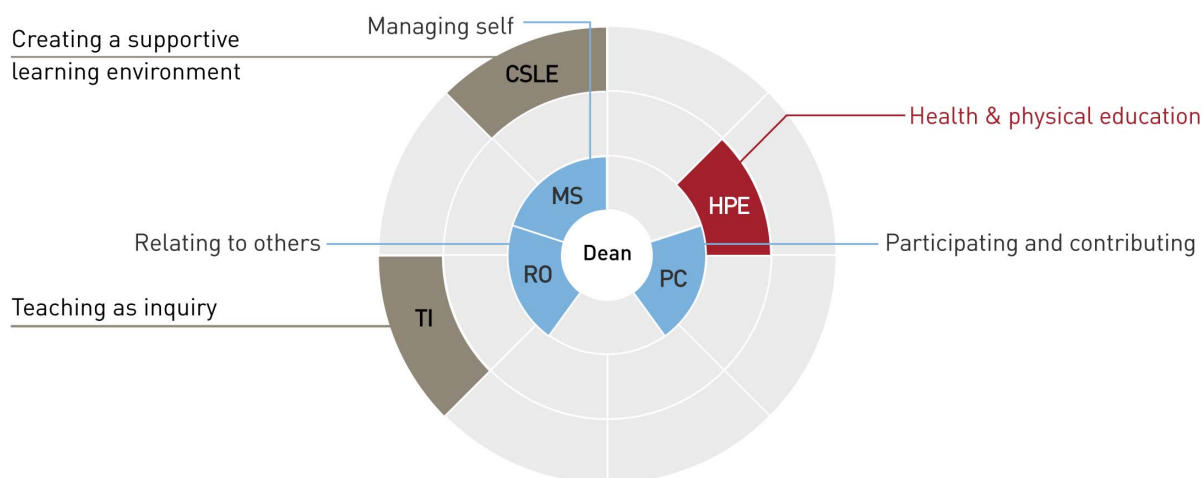 Managing self
Creating a supportive
learning environment
CSLE
Health & physical education
MS
HPE
Relating to others
Dean
Participating and contributing
RO
PC
Teaching as inquiry
TI